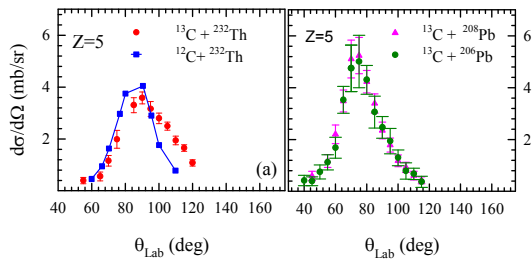 Z=5
¹³C + ²³²Th
¹²C+ ²³²Th
dσ/dΩ (mb/sr)
6
4
2
(a)
40 60 80 100 120 140 160
θLab (deg)
Z=5
¹³C + ²⁰⁸Pb
¹³C + ²⁰⁶Pb
6
4
2
40 60 80 100 120 140 160
θLab (deg)